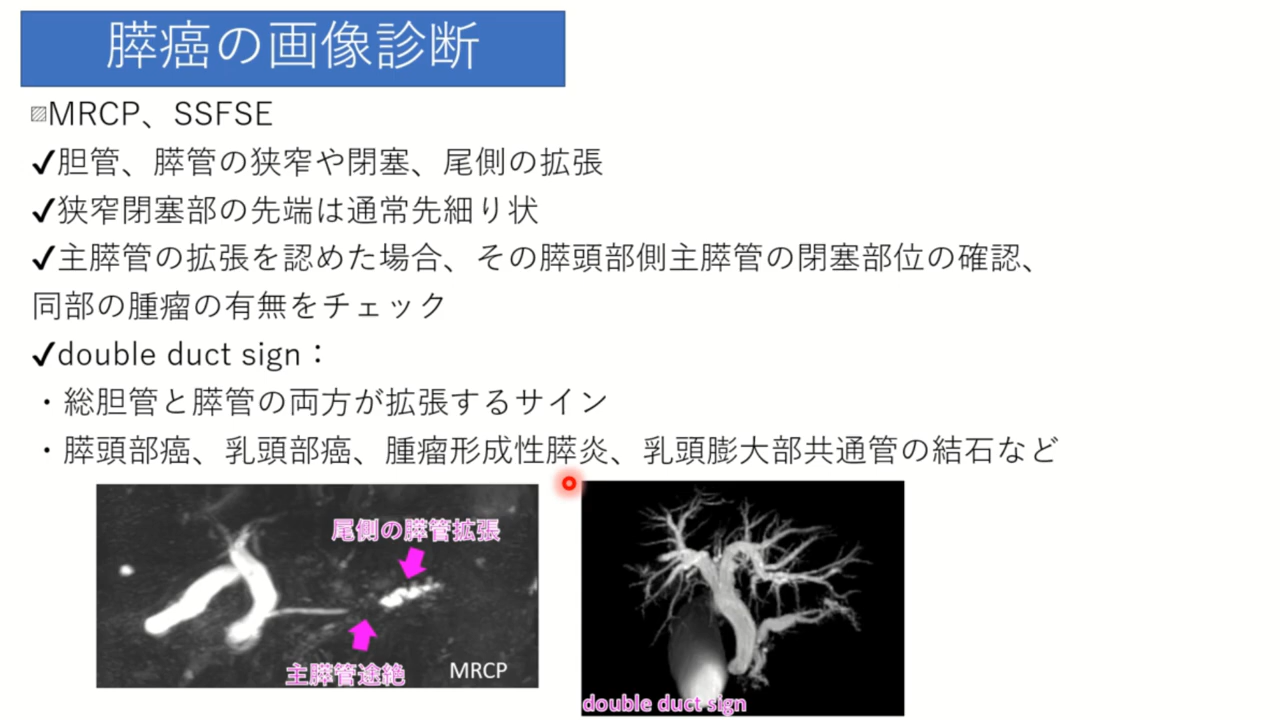 膵癌の画像診断
▨MRCP、SSFSE
✓胆管、膵管の狭窄や閉塞、尾側の拡張
✓狭窄閉塞部の先端は通常先細り状
✓主膵管の拡張を認めた場合、その膵頭部側主膵管の閉塞部位の確認、
同部の腫瘤の有無をチェック
✓double duct sign：
・総胆管と膵管の両方が拡張するサイン
・膵頭部癌、乳頭部癌、腫瘤形成性膵炎、乳頭膨大部共通管の結石など
尾側の膵管拡張
主膵管途絶
MRCP
double duct sign